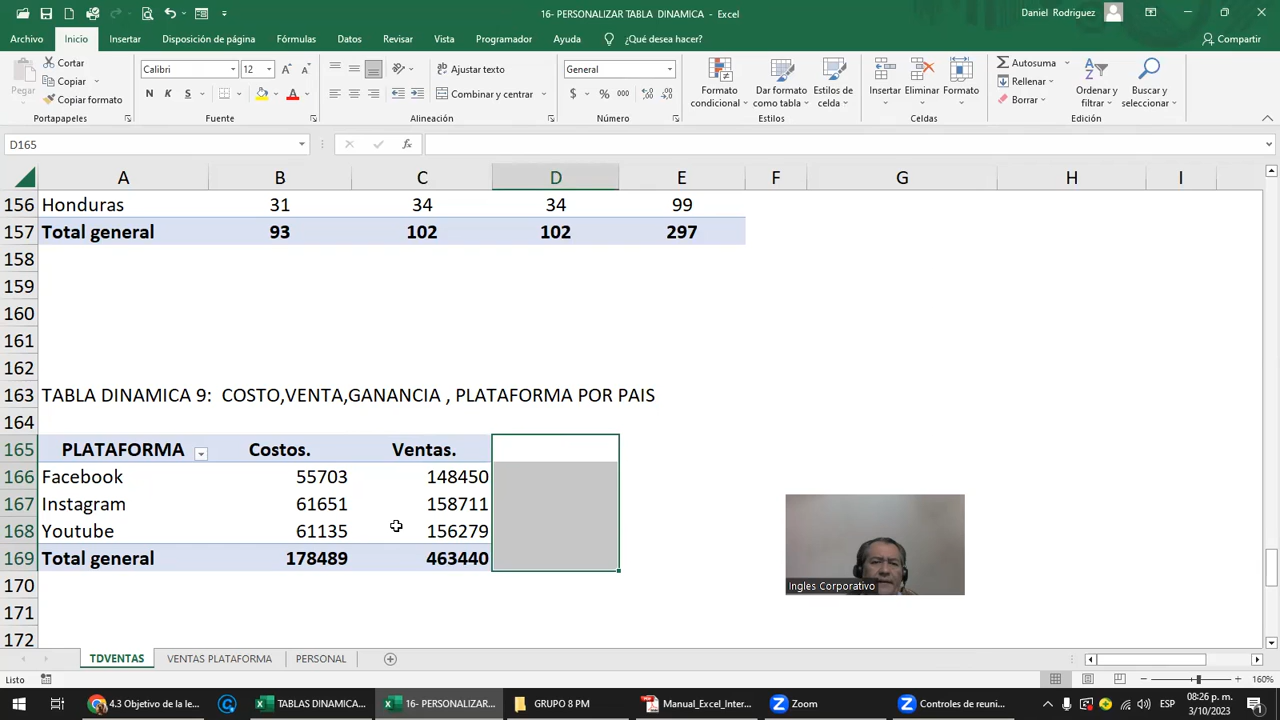 16- PERSONALIZAR TABLA DINAMICA - Excel
Daniel Rodriguez
Archivo Inicio Insertar Disposición de página Fórmulas Datos Revisar Vista Programador Ayuda ¿Qué desea hacer? Compartir
Pegar
Cortar
Copiar
Copiar formato
Portapapeles
Calibri 12
N K S
Fuente
Ajustar texto
Combinar y centrar
Alineación
General
$ % 000
Número
Formato condicional
Dar formato como tabla
Estilos de celda
Estilos
Insertar Eliminar Formato
Celdas
Autosuma
Rellenar
Borrar
Ordenar y filtrar
Buscar y seleccionar
Edición
D165
A B C D E F G H I
156 Honduras 31 34 34 99
157 Total general 93 102 102 297
158
159
160
161
162
163 TABLA DINAMICA 9: COSTO,VENTA,GANANCIA , PLATAFORMA POR PAIS
164
165 PLATAFORMA Costos. Ventas.
166 Facebook 55703 148450
167 Instagram 61651 158711
168 Youtube 61135 156279
169 Total general 178489 463440
170
171
172
Ingles Corporativo
TDVENTAS VENTAS PLATAFORMA PERSONAL
Listo
160%
4.3 Objetivo de la le...
TABLAS DINAMICA...
16- PERSONALIZAR...
GRUPO 8 PM
Manual_Excel_Inter...
Zoom
Controles de reuni...
ESP
08:26 p. m.
3/10/2023